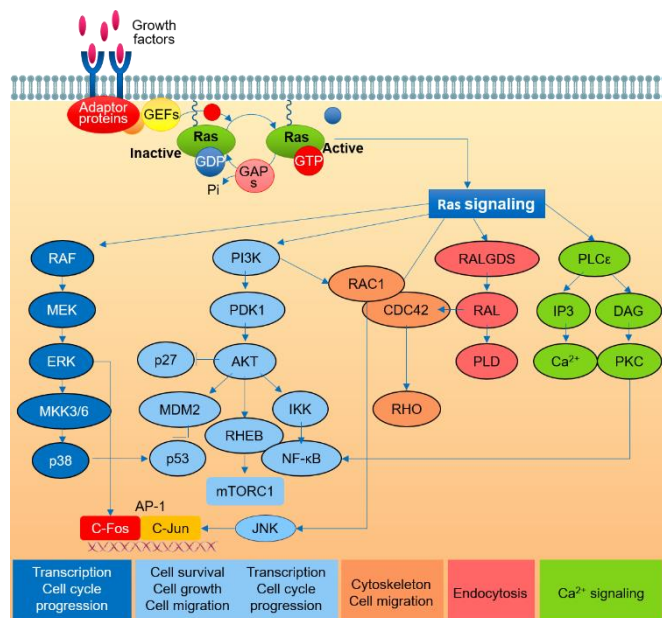 Growth
factors
Adaptor
proteins
GEFs
Ras
Inactive
GDP
Ras
Active
GTP
GAP
s
Pi
Ras signaling
RAF
PI3K
RALGDS
PLCε
RAC1
MEK
PDK1
CDC42
RAL
IP3
DAG
ERK
p27
AKT
PLD
Ca²⁺
PKC
MKK3/6
MDM2
IKK
RHO
RHEB
p38
p53
NF-κB
mTORC1
AP-1
C-Fos
C-Jun
JNK
Transcription
Cell cycle
progression
Cell survival
Cell growth
Cell migration
Transcription
Cell cycle
progression
Cytoskeleton
Cell migration
Endocytosis
Ca²⁺ signaling